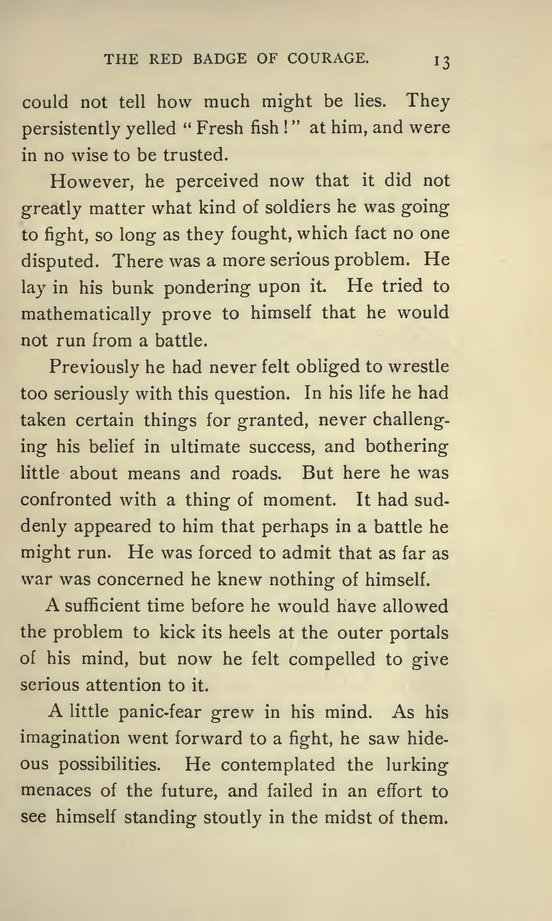 THE RED BADGE OF COURAGE. 13
could not tell how much might be lies. They
persistently yelled “ Fresh fish ! ” at him, and were
in no wise to be trusted.
However, he perceived now that it did not
greatly matter what kind of soldiers he was going
to fight, so long as they fought, which fact no one
disputed. There was a more serious problem. He
lay in his bunk pondering upon it. He tried to
mathematically prove to himself that he would
not run from a battle.
Previously he had never felt obliged to wrestle
too seriously with this question. In his life he had
taken certain things for granted, never challeng-
ing his belief in ultimate success, and bothering
little about means and roads. But here he was
confronted with a thing of moment. It had sud-
denly appeared to him that perhaps in a battle he
might run. He was forced to admit that as far as
war was concerned he knew nothing of himself.
A sufficient time before he would have allowed
the problem to kick its heels at the outer portals
of his mind, but now he felt compelled to give
serious attention to it.
A little panic-fear grew in his mind. As his
imagination went forward to a fight, he saw hide-
ous possibilities. He contemplated the lurking
menaces of the future, and failed in an effort to
see himself standing stoutly in the midst of them.